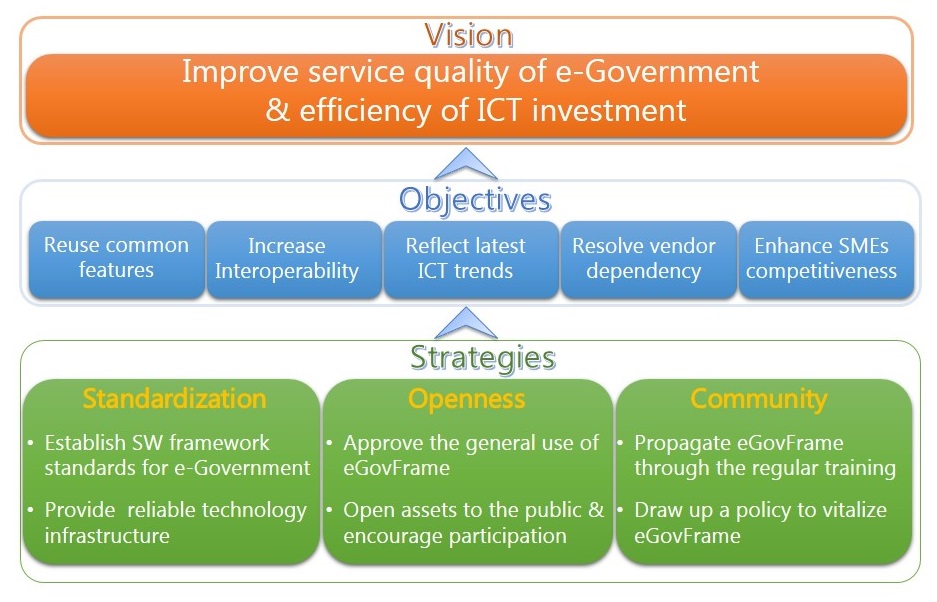 Vision
Improve service quality of e-Government
& efficiency of ICT investment
Objectives
Reuse common
features
Increase
Interoperability
Reflect latest
ICT trends
Resolve vendor
dependency
Enhance SMEs
competitiveness
Strategies
Standardization
• Establish SW framework
standards for e-Government
• Provide reliable technology
infrastructure
Openness
• Approve the general use of
eGovFrame
• Open assets to the public &
encourage participation
Community
• Propagate eGovFrame
through the regular training
• Draw up a policy to vitalize
eGovFrame